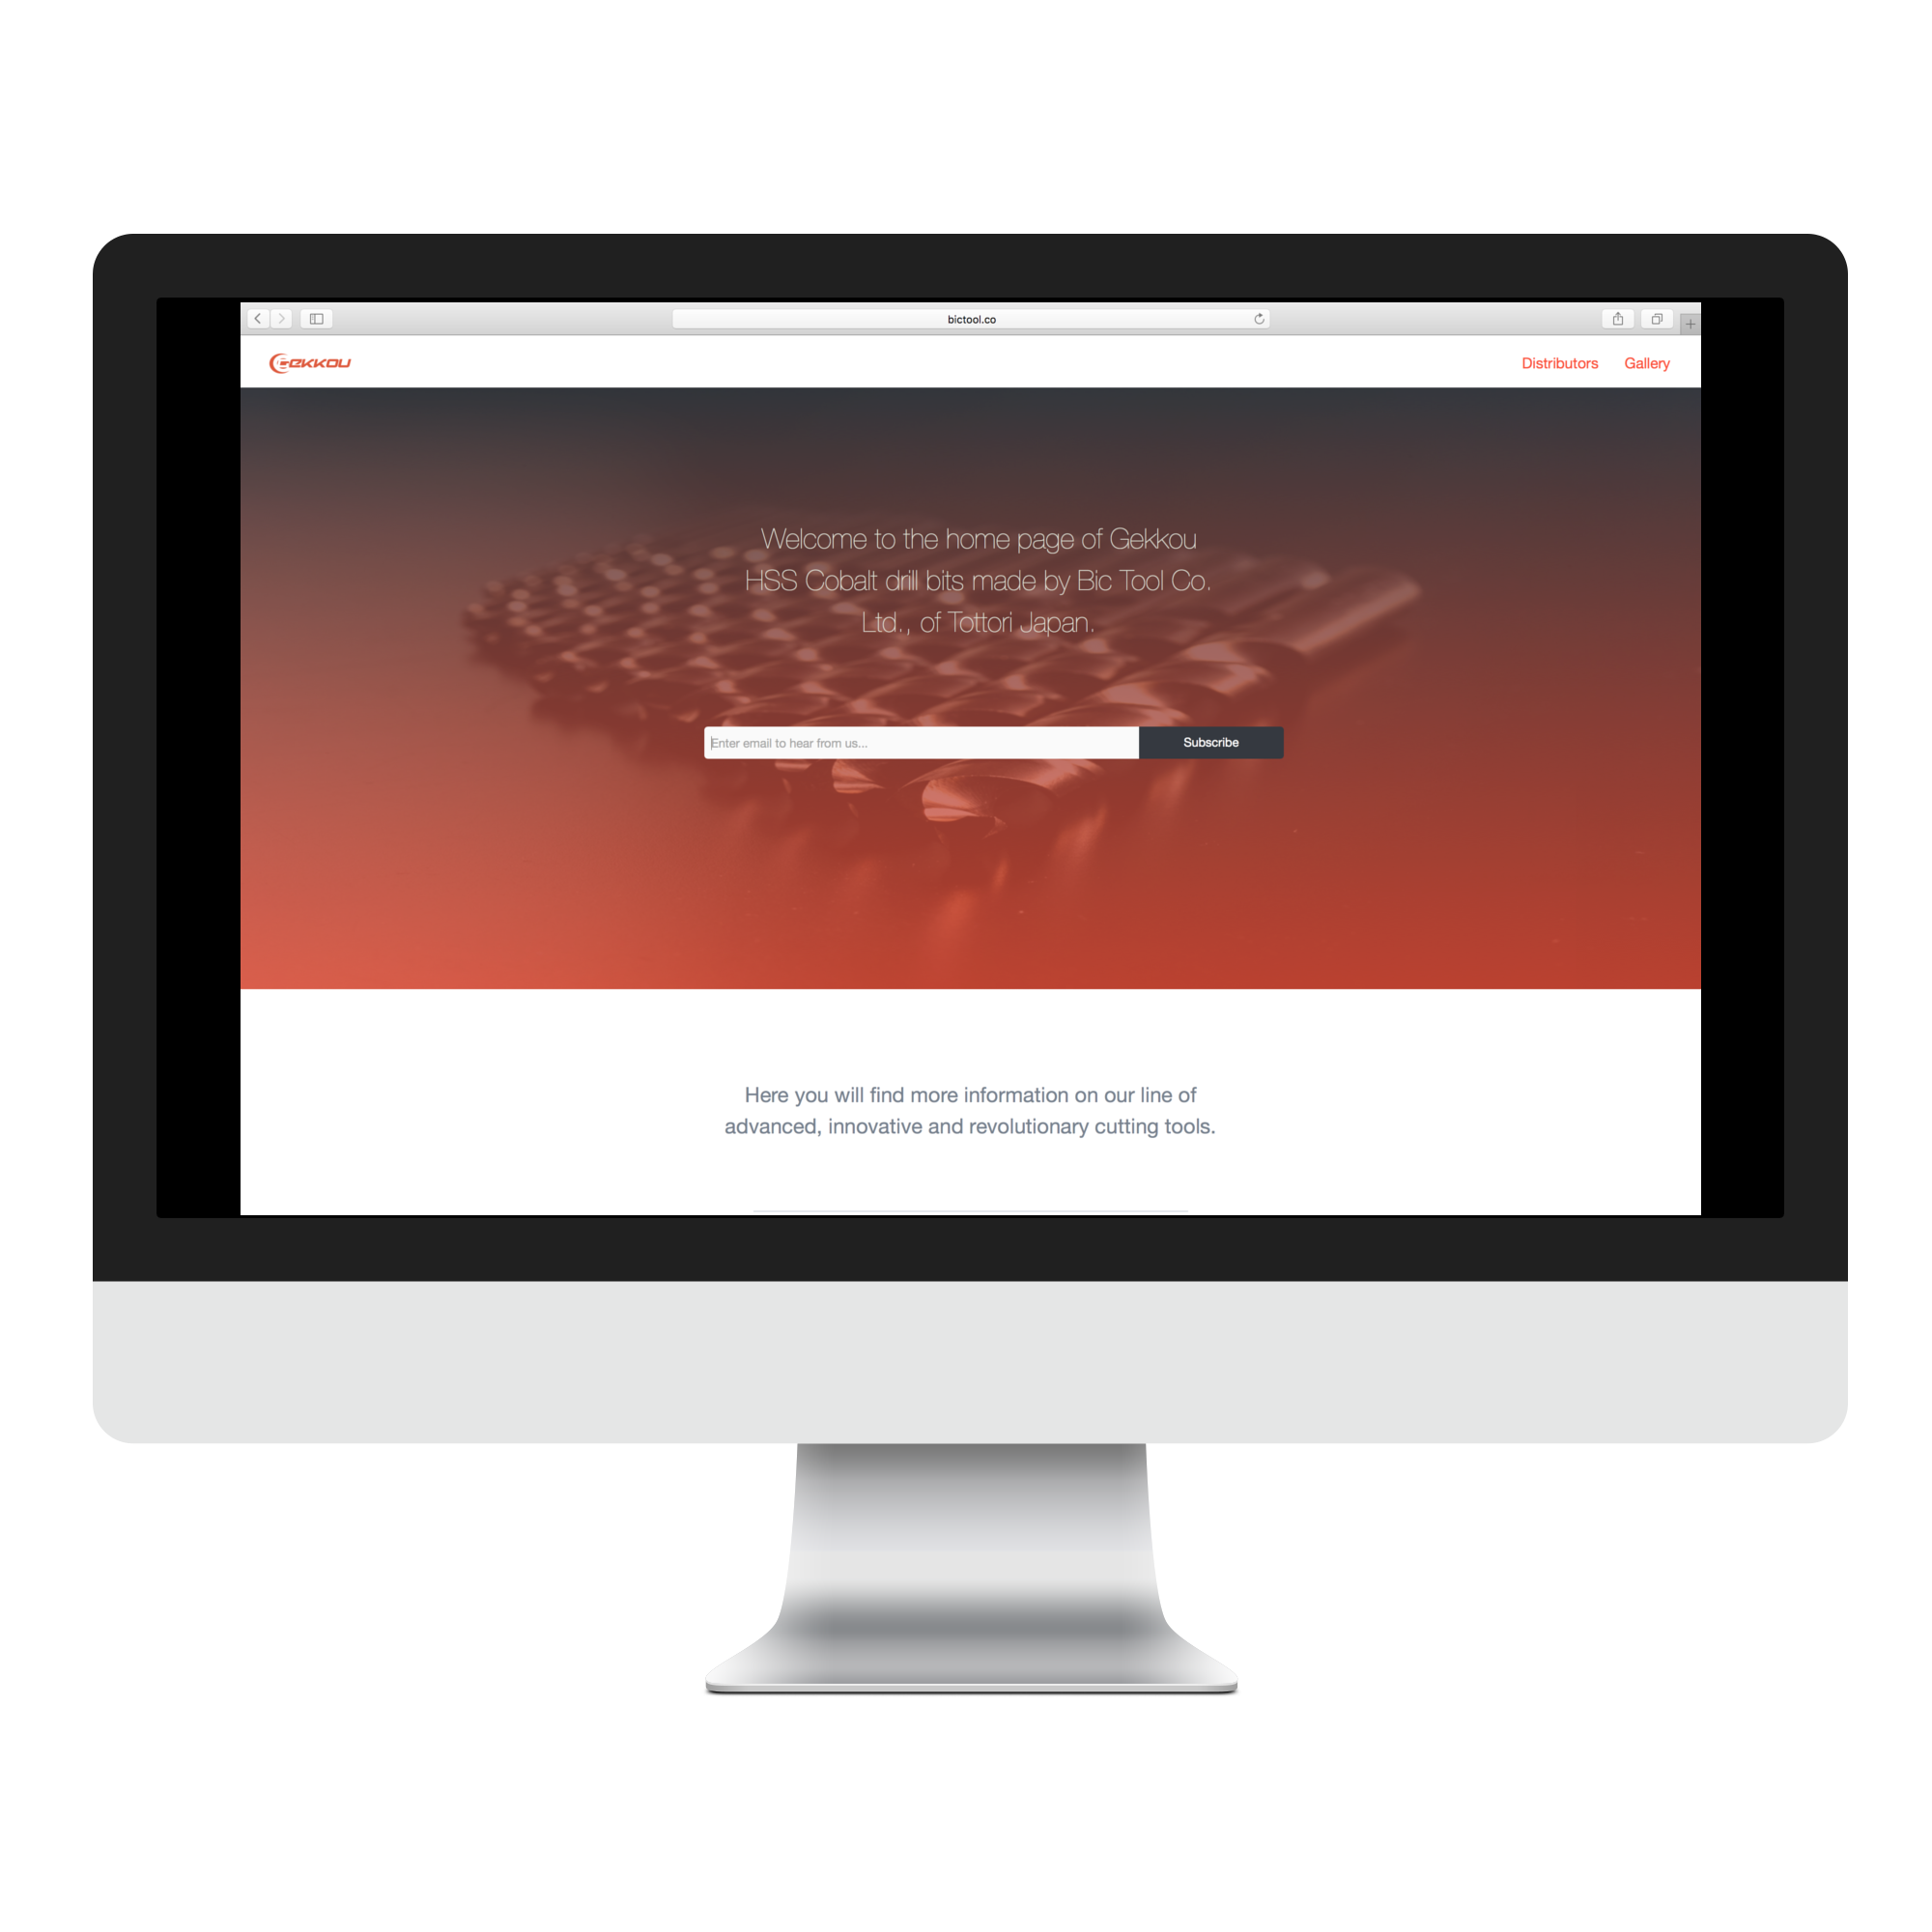 bictool.co
GEKKOU
Distributors
Gallery
Welcome to the home page of Gekkou
HSS Cobalt drill bits made by Bic Tool Co.
Ltd., of Tottori Japan.
Enter email to hear from us...
Subscribe
Here you will find more information on our line of
advanced, innovative and revolutionary cutting tools.